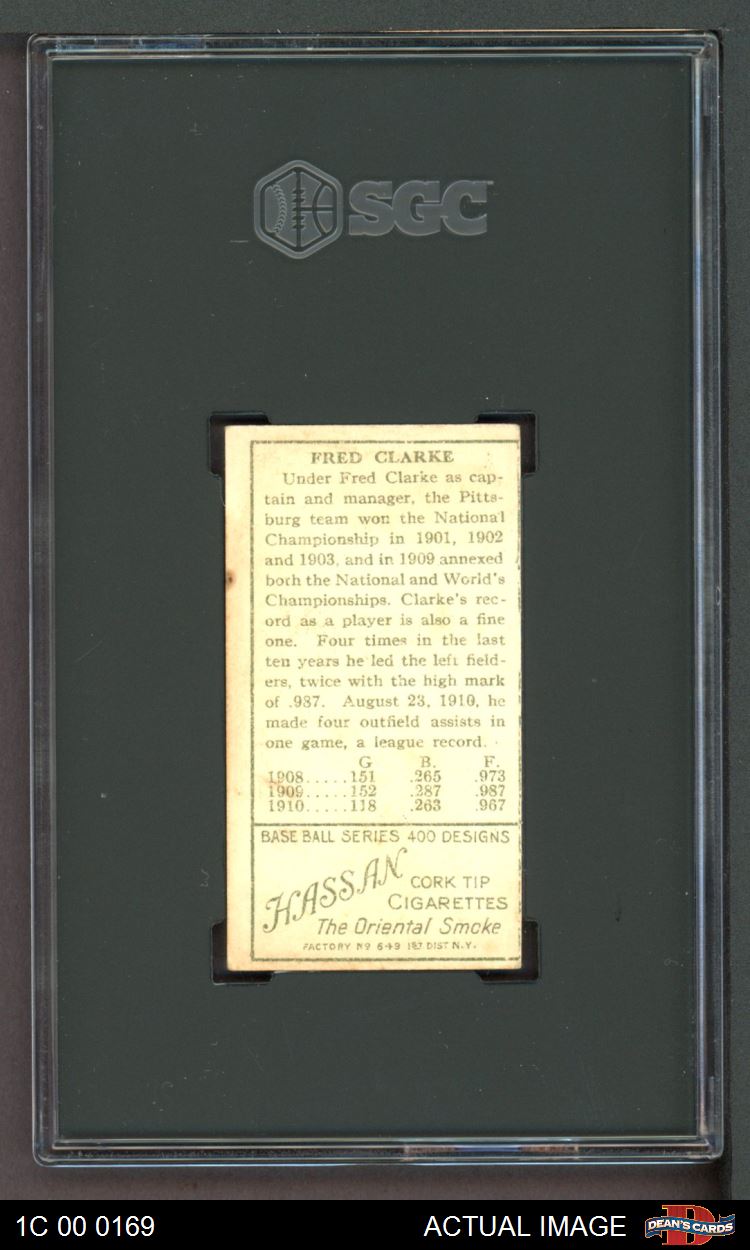 SGC
FRED CLARKE
Under Fred Clarke as cap-
tain and manager, the Pitts-
burg team won the National
Championship in 1901, 1902
and 1903, and in 1909 annexed
both the National and World's
Championships. Clarke's rec-
ord as a player is also a fine
one. Four times in the last
ten years he led the left field-
ers, twice with the high mark
of .987. August 23, 1910, he
made four outfield assists in
one game, a league record.
G B. F.
1908.....151 .265 .973
1909.....152 .287 .987
1910.....118 .263 .967
BASE BALL SERIES 400 DESIGNS
HASSAN
CORK TIP
CIGARETTES
The Oriental Smoke
FACTORY Nº 649 1ST DIST N.Y.
1C 00 0169
ACTUAL IMAGE
DEAN'S CARDS